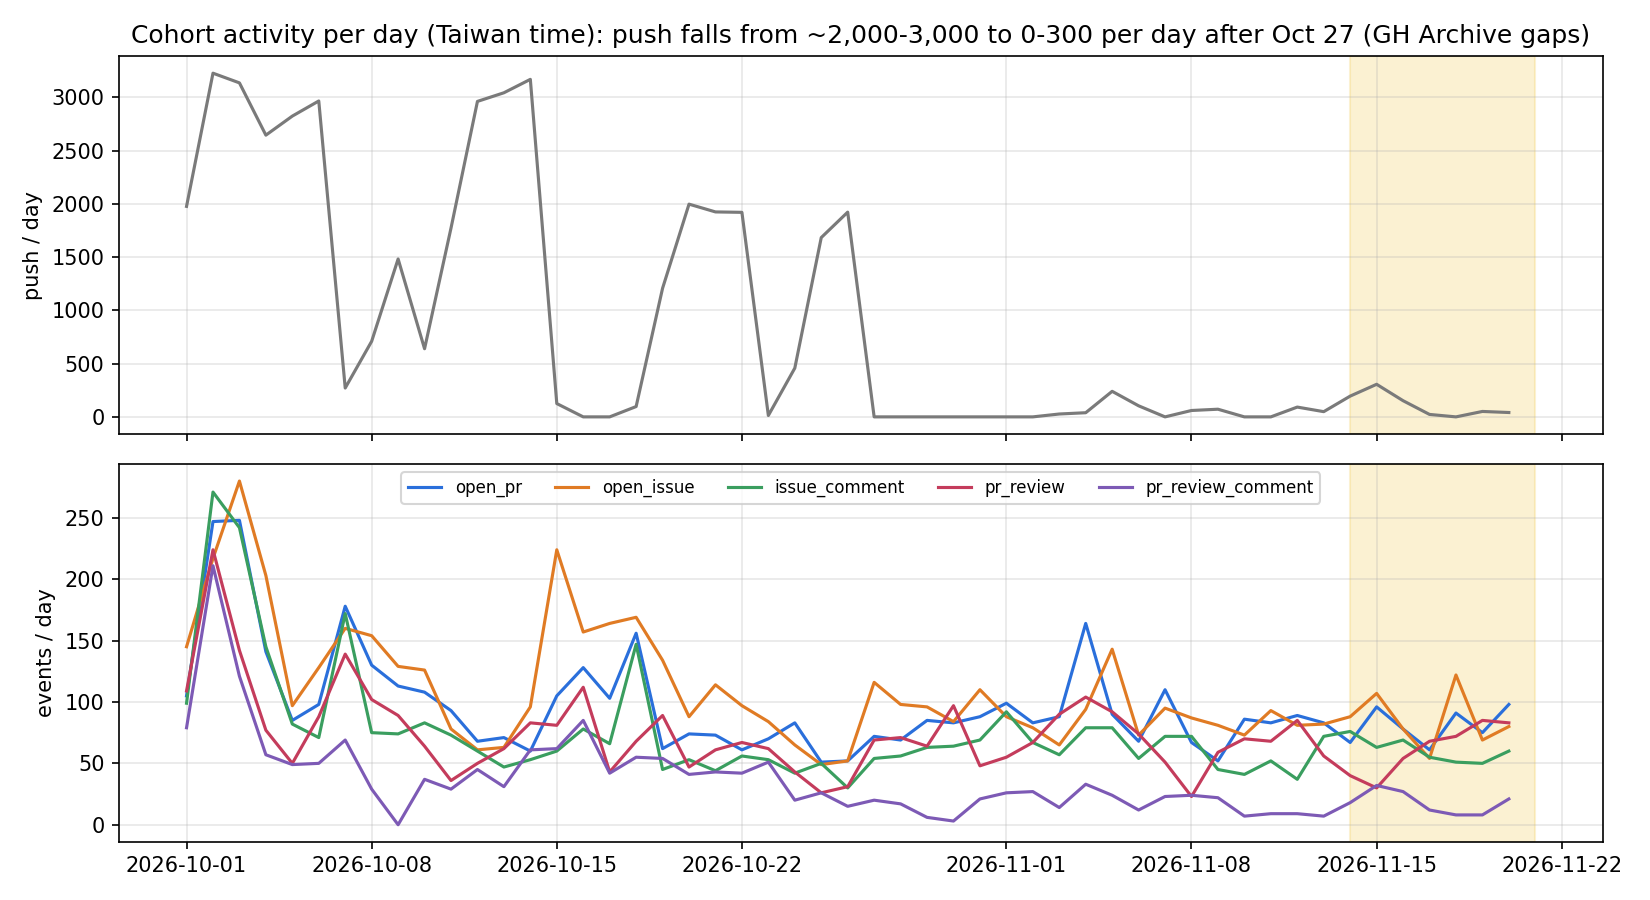 Cohort activity per day (Taiwan time): push falls from ~2,000-3,000 to 0-300 per day after Oct 27 (GH Archive gaps)
push / day
3000
2500
2000
1500
1000
500
0
open_pr open_issue issue_comment pr_review pr_review_comment
events / day
250
200
150
100
50
0
2026-10-01 2026-10-08 2026-10-15 2026-10-22 2026-11-01 2026-11-08 2026-11-15 2026-11-22